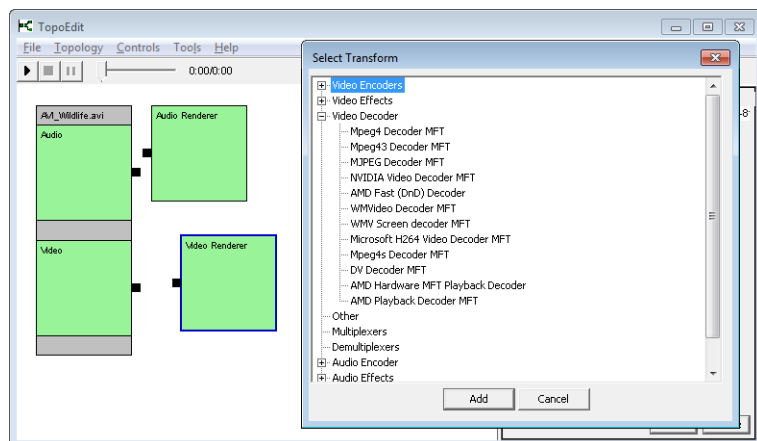 TopoEdit
File Topology Controls Tools Help
0:00/0:00
AVI_Wildlife.avi
Audio
Audio Renderer
Video
Video Renderer
Select Transform
Video Encoders
Video Effects
Video Decoder
Mpeg4 Decoder MFT
Mpeg43 Decoder MFT
MJPEG Decoder MFT
NVIDIA Video Decoder MFT
AMD Fast (DnD) Decoder
WMVideo Decoder MFT
WMV Screen decoder MFT
Microsoft H264 Video Decoder MFT
Mpeg4s Decoder MFT
DV Decoder MFT
AMD Hardware MFT Playback Decoder
AMD Playback Decoder MFT
Other
Multiplexers
Demultiplexers
Audio Encoder
Audio Effects
Add Cancel